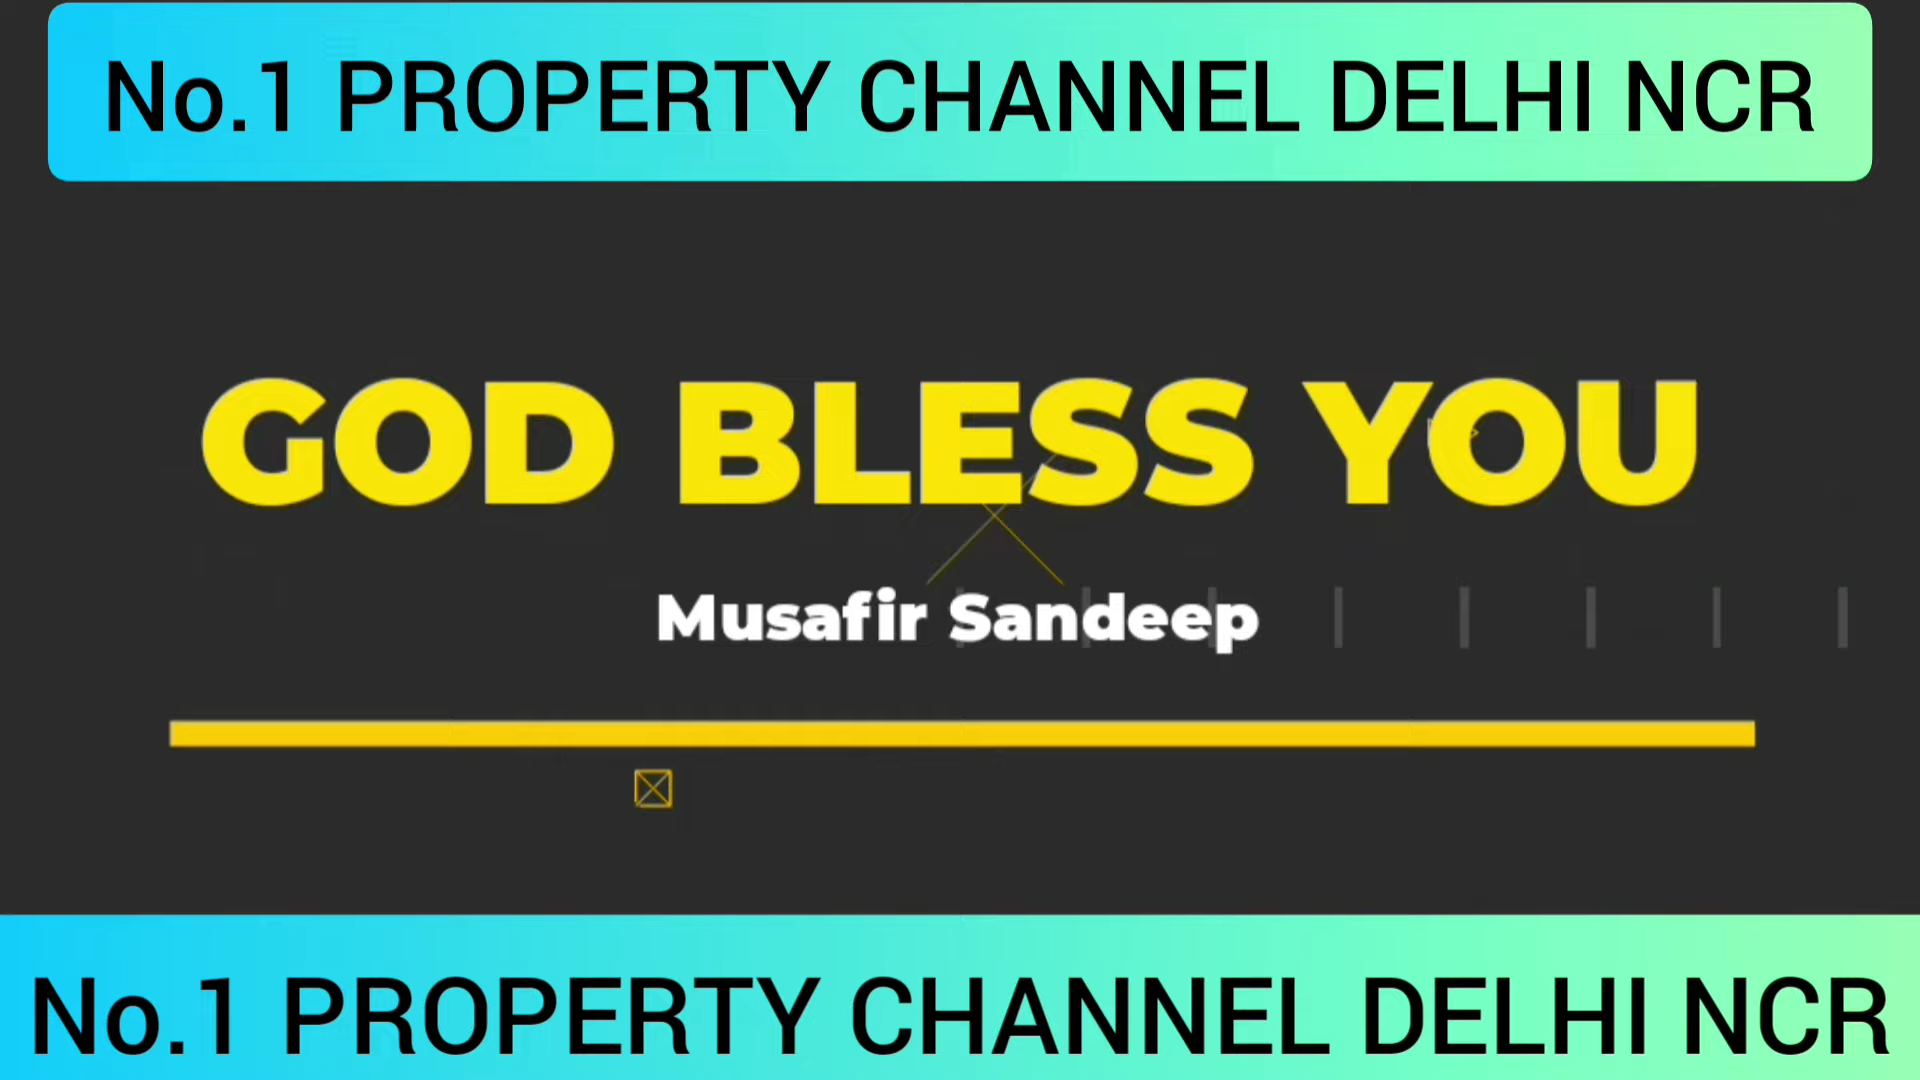 No.1 PROPERTY CHANNEL DELHI NCR
GOD BLESS YOU
Musafir Sandeep
No.1 PROPERTY CHANNEL DELHI NCR